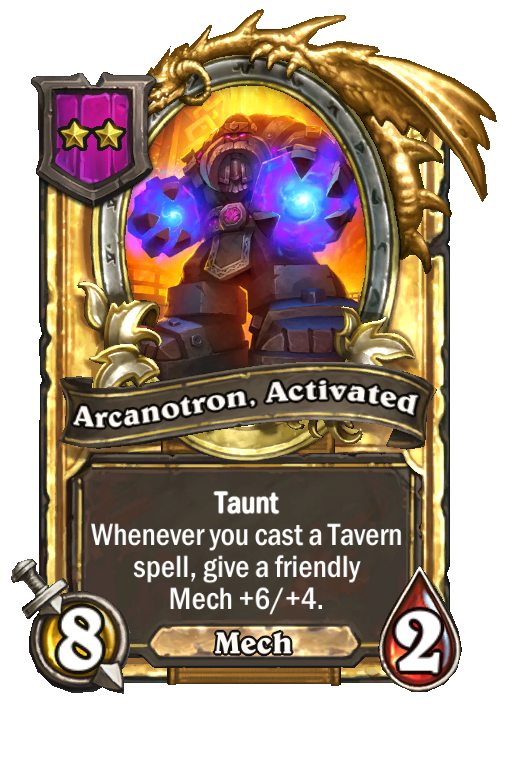 Arcanotron, Activated
Taunt
Whenever you cast a Tavern
spell, give a friendly
Mech +6/+4.
8
Mech
2